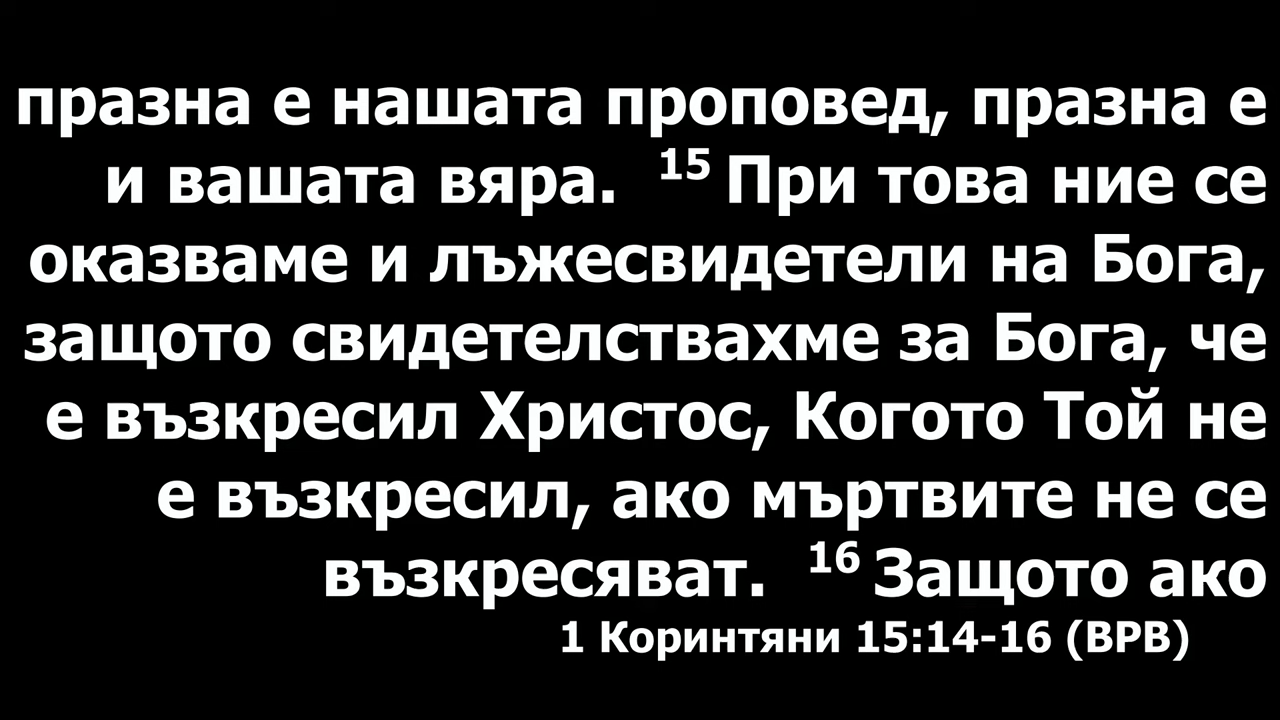 празна е нашата проповед, празна е
и вашата вяра. 15 При това ние се
оказваме и лъжесвидетели на Бога,
защото свидетелствахме за Бога, че
е възкресил Христос, Когото Той не
е възкресил, ако мъртвите не се
възкресяват. 16 Защото ако
1 Коринтяни 15:14-16 (ВРВ)